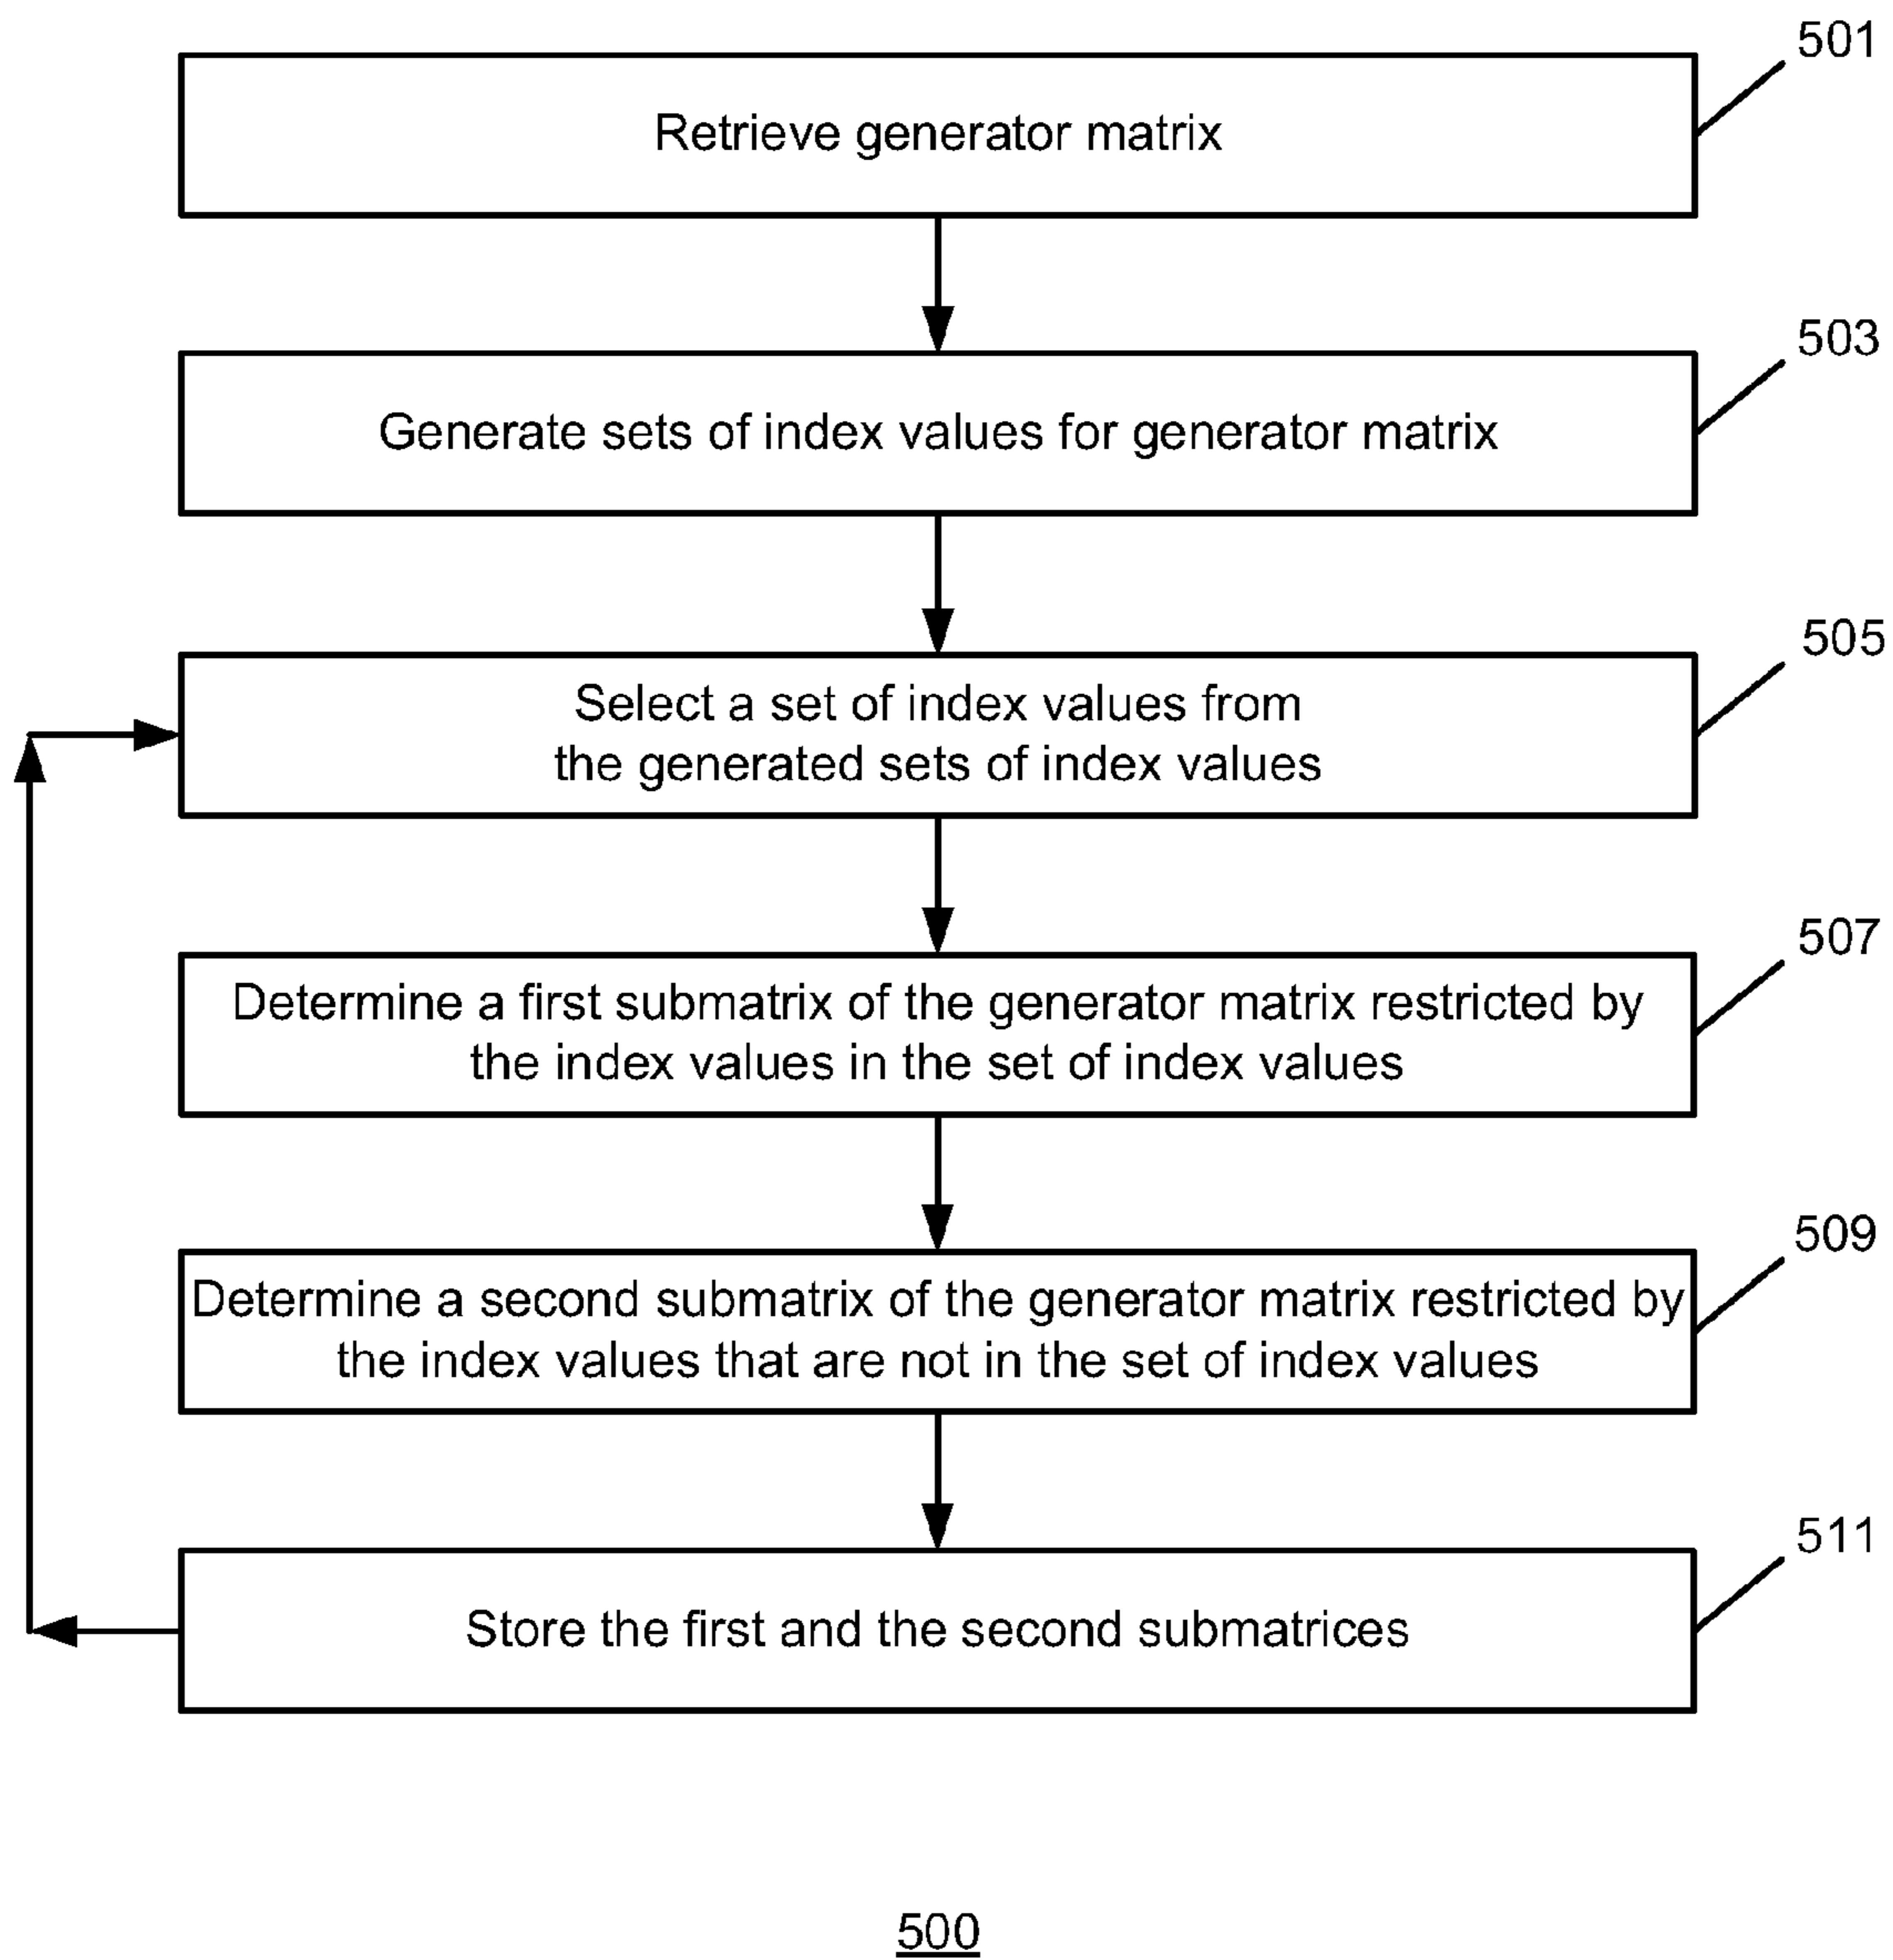 501
Retrieve generator matrix
503
Generate sets of index values for generator matrix
505
Select a set of index values from
the generated sets of index values
507
Determine a first submatrix of the generator matrix restricted by
the index values in the set of index values
509
Determine a second submatrix of the generator matrix restricted by
the index values that are not in the set of index values
511
Store the first and the second submatrices
500